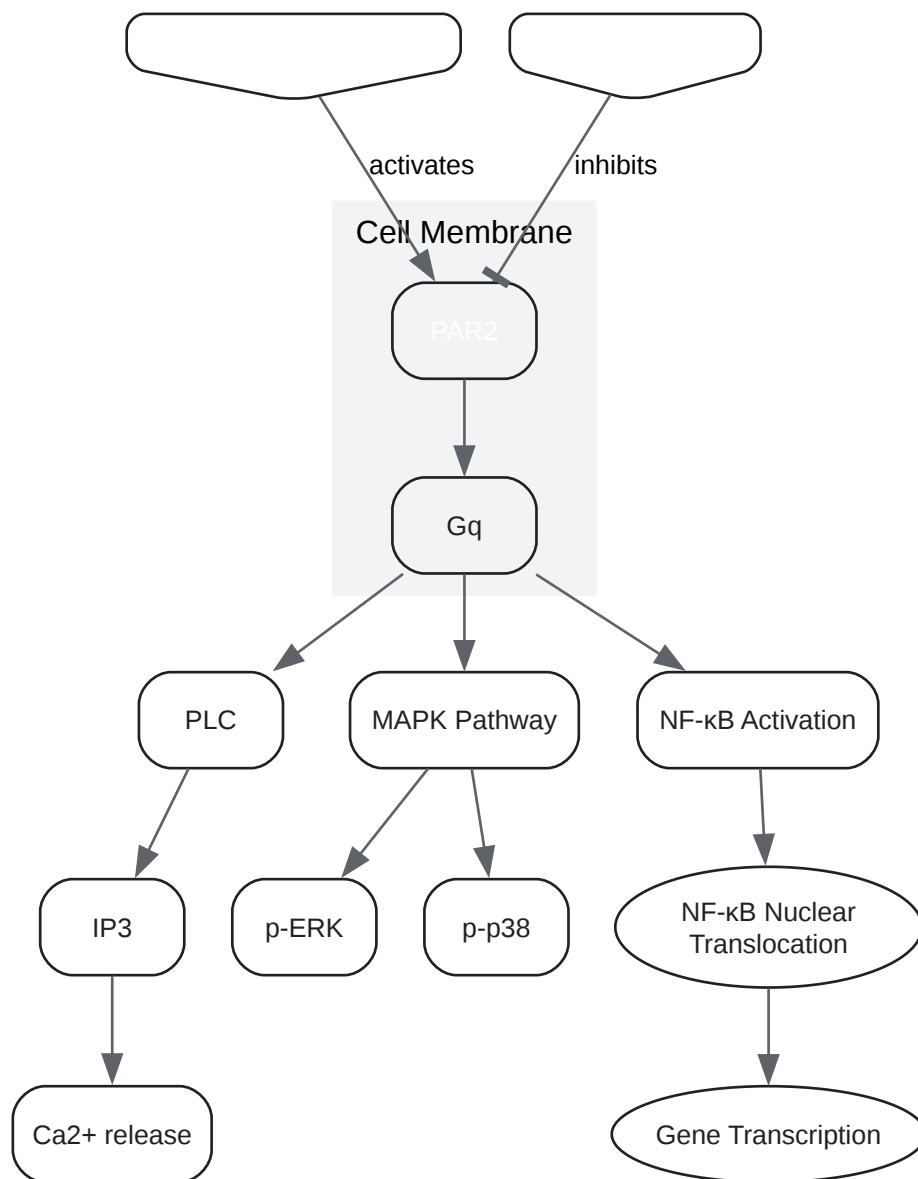 activates
inhibits
Cell Membrane
PAR2
Gq
PLC
MAPK Pathway
NF-κB Activation
IP3
p-ERK
p-p38
NF-κB Nuclear
Translocation
Ca2+ release
Gene Transcription